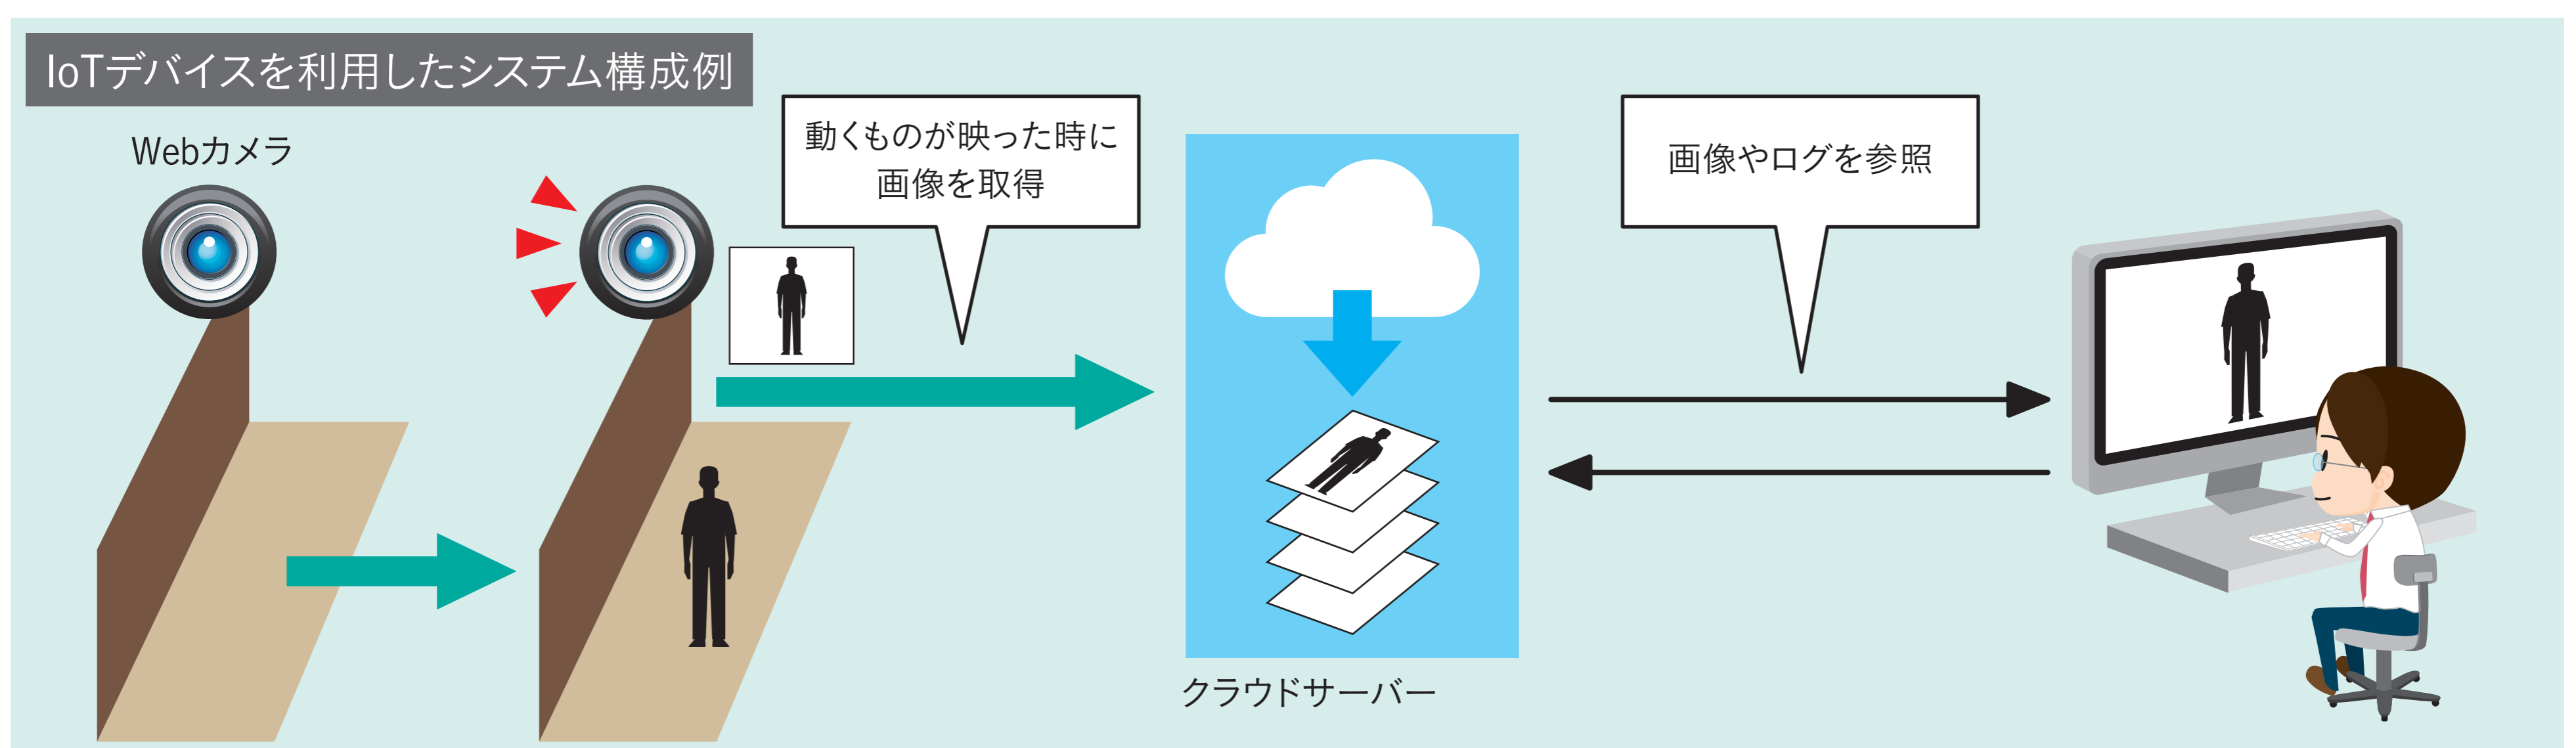 IoTデバイスを利用したシステム構成例
Webカメラ
動くものが映った時に
画像を取得
画像やログを参照
クラウドサーバー